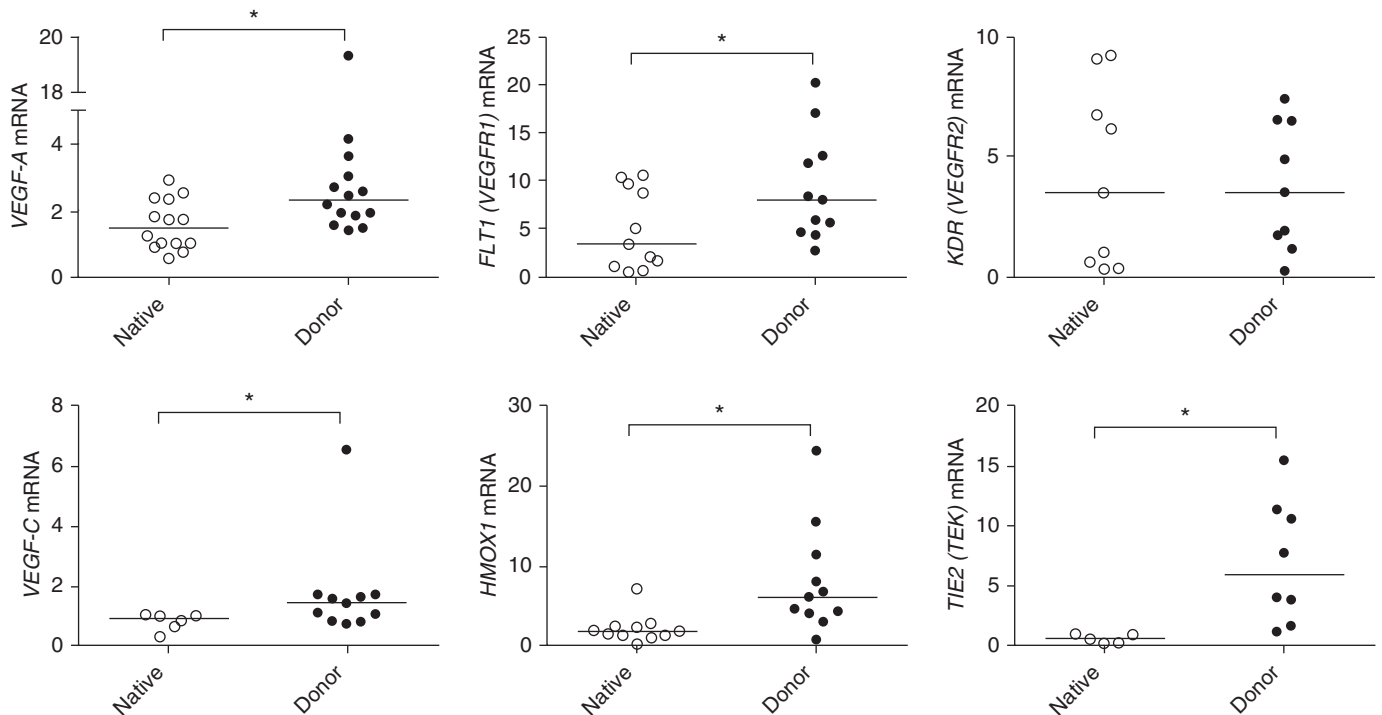 *
20
18
4
2
0
VEGF-A mRNA
Native
Donor
*
25
20
15
10
5
0
FLT1 (VEGFR1) mRNA
Native
Donor
10
5
0
KDR (VEGFR2) mRNA
Native
Donor
*
8
6
4
2
0
VEGF-C mRNA
Native
Donor
*
30
20
10
0
HMOX1 mRNA
Native
Donor
*
20
15
10
5
0
TIE2 (TEK) mRNA
Native
Donor